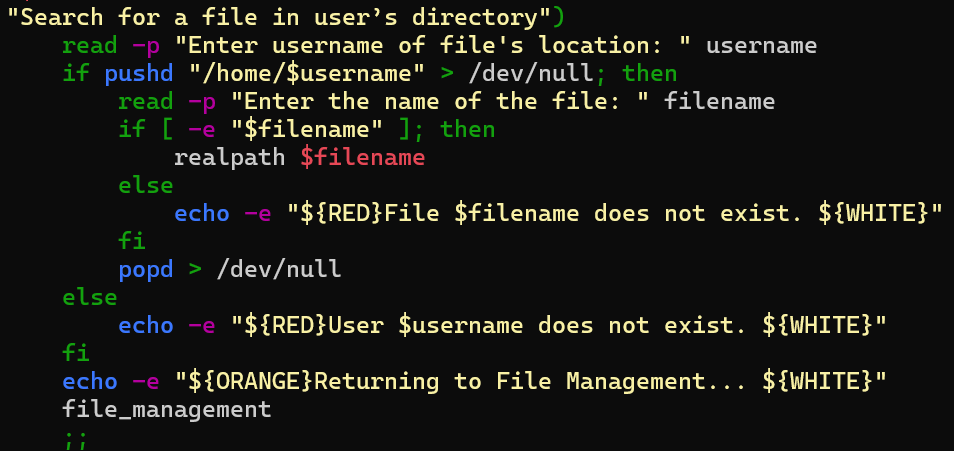 "Search for a file in user’s directory")
    read -p "Enter username of file's location: " username
    if pushd "/home/$username" > /dev/null; then
        read -p "Enter the name of the file: " filename
        if [ -e "$filename" ]; then
            realpath $filename
        else
            echo -e "${RED}File $filename does not exist. ${WHITE}"
        fi
        popd > /dev/null
    else
        echo -e "${RED}User $username does not exist. ${WHITE}"
    fi
    echo -e "${ORANGE}Returning to File Management... ${WHITE}"
    file_management
    ;;